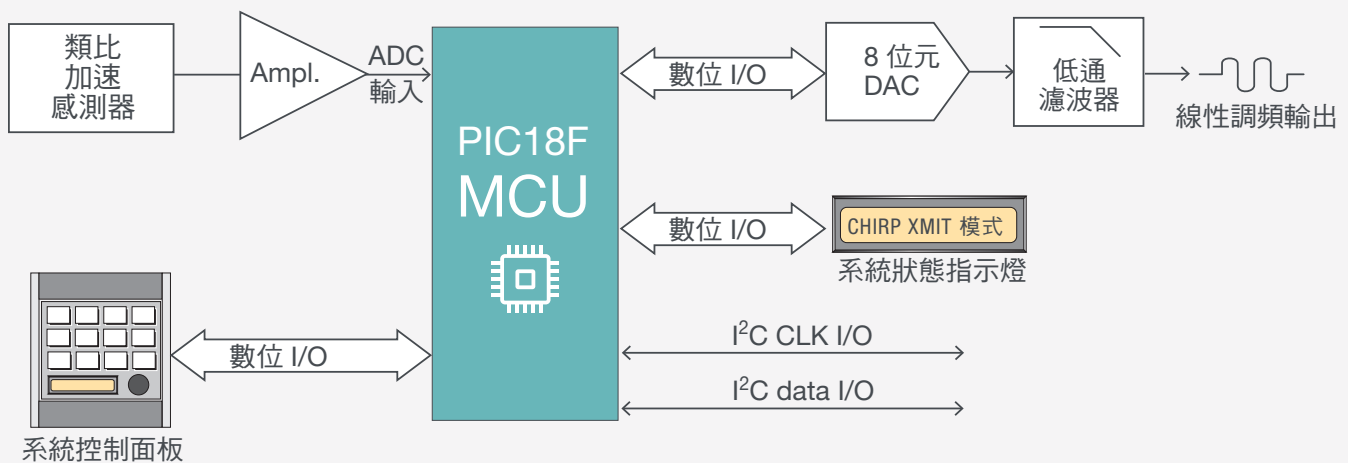 類比
加速
感測器
Ampl.
ADC
輸入
PIC18F
MCU
數位 I/O
8 位元
DAC
低通
濾波器
線性調頻輸出
數位 I/O
CHIRP XMIT 模式
系統狀態指示燈
數位 I/O
系統控制面板
I²C CLK I/O
I²C data I/O